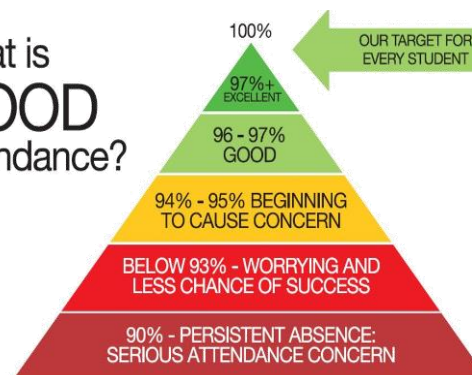 at is
OOD
ndance?
100%
OUR TARGET FOR
EVERY STUDENT
97%+
EXCELLENT
96 - 97%
GOOD
94% - 95% BEGINNING
TO CAUSE CONCERN
BELOW 93% - WORRYING AND
LESS CHANCE OF SUCCESS
90% - PERSISTENT ABSENCE:
SERIOUS ATTENDANCE CONCERN